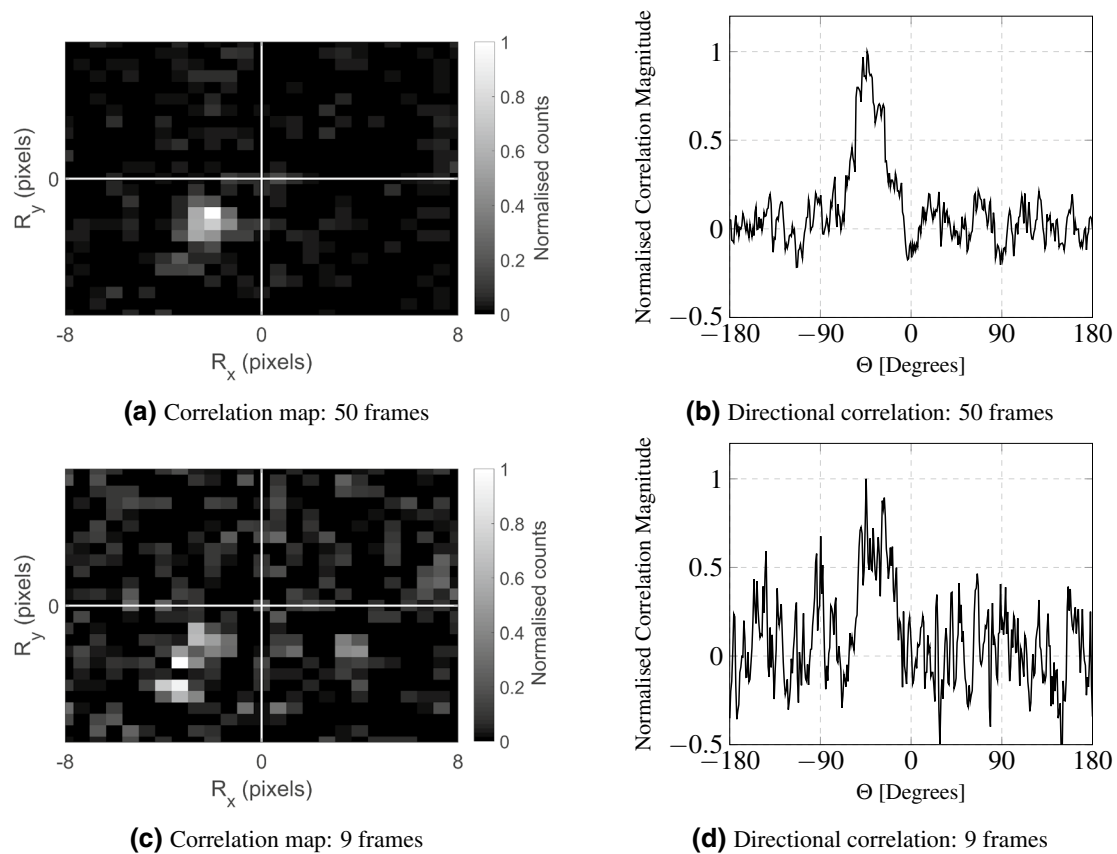 1
0.8
0.6
0.4
0.2
0
Normalised counts
R_y (pixels)
0
-8
0
8
R_x (pixels)
(a) Correlation map: 50 frames
Normalised Correlation Magnitude
1
0.5
0
−0.5
−180
−90
0
90
180
Θ [Degrees]
(b) Directional correlation: 50 frames
1
0.8
0.6
0.4
0.2
0
Normalised counts
R_y (pixels)
0
-8
0
8
R_x (pixels)
(c) Correlation map: 9 frames
Normalised Correlation Magnitude
1
0.5
0
−0.5
−180
−90
0
90
180
Θ [Degrees]
(d) Directional correlation: 9 frames